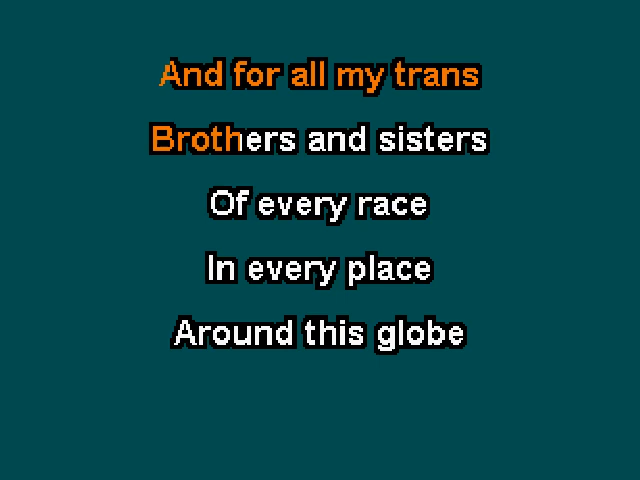 And for all my trans
Brothers and sisters
Of every race
In every place
Around this globe